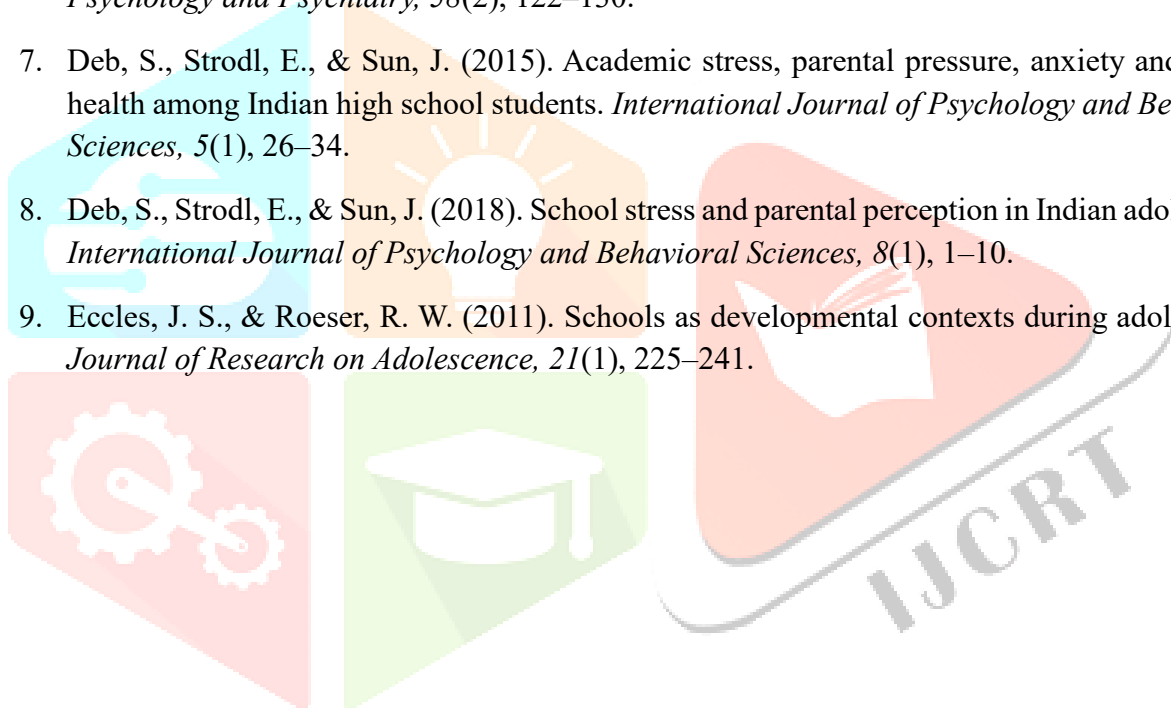 Psychology and Psychiatry, 58(2), 122–130.
7. Deb, S., Strodl, E., & Sun, J. (2015). Academic stress, parental pressure, anxiety and
health among Indian high school students. International Journal of Psychology and Be
Sciences, 5(1), 26–34.
8. Deb, S., Strodl, E., & Sun, J. (2018). School stress and parental perception in Indian ado
International Journal of Psychology and Behavioral Sciences, 8(1), 1–10.
9. Eccles, J. S., & Roeser, R. W. (2011). Schools as developmental contexts during adol
Journal of Research on Adolescence, 21(1), 225–241.
IJCRT